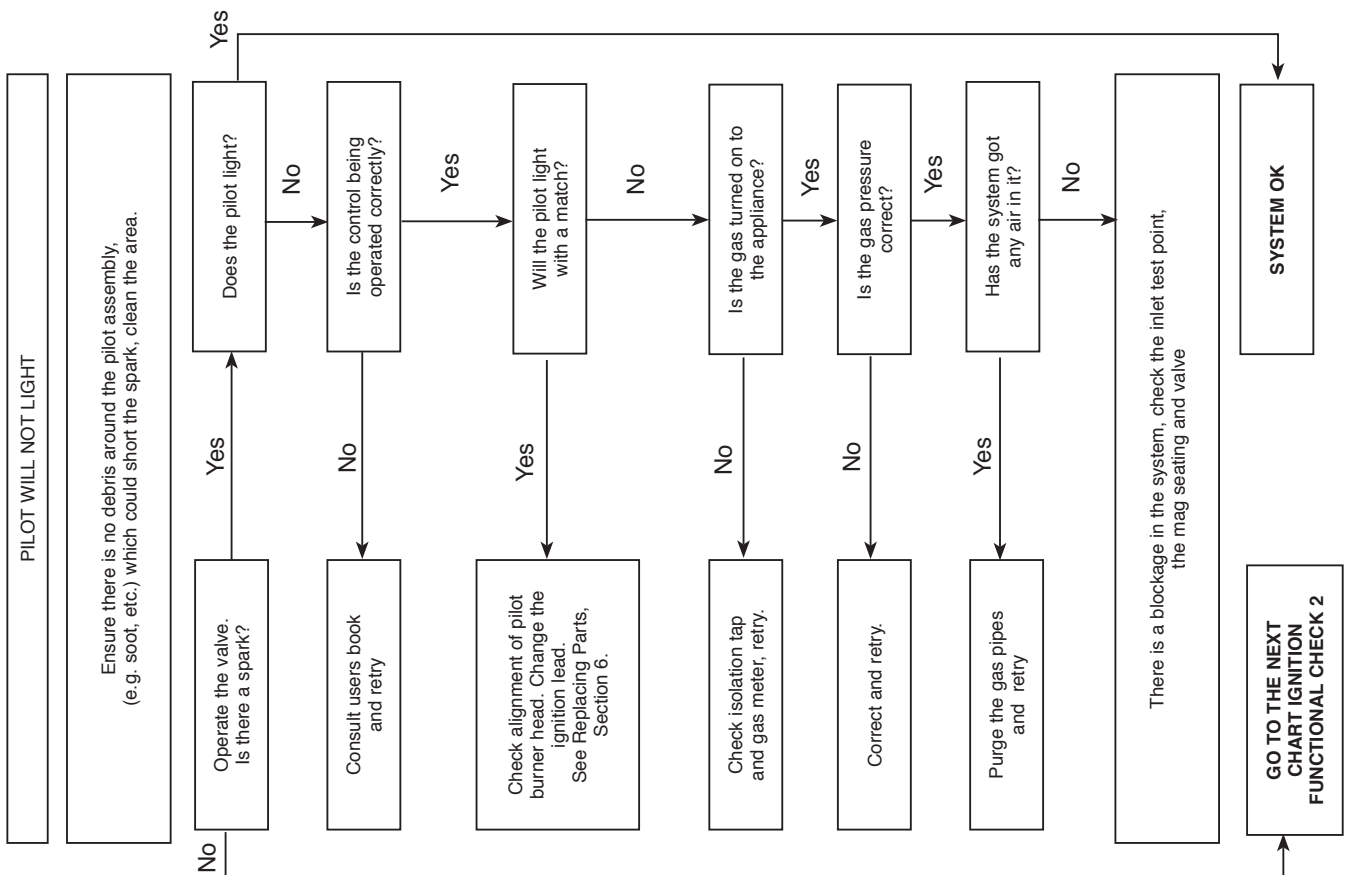 PILOT WILL NOT LIGHT
Ensure there is no debris around the pilot assembly,
(e.g. soot, etc.) which could short the spark, clean the area.
No
Operate the valve.
Is there a spark?
Yes
Does the pilot light?
Yes
No
Consult users book
and retry
No
Is the control being
operated correctly?
Yes
Check alignment of pilot
burner head. Change the
ignition lead.
See Replacing Parts,
Section 6.
Yes
Will the pilot light
with a match?
No
Check isolation tap
and gas meter, retry.
No
Is the gas turned on to
the appliance?
Yes
Correct and retry.
No
Is the gas pressure
correct?
Yes
Purge the gas pipes
and retry
Yes
Has the system got
any air in it?
No
There is a blockage in the system, check the inlet test point,
the mag seating and valve
GO TO THE NEXT
CHART IGNITION
FUNCTIONAL CHECK 2
SYSTEM OK